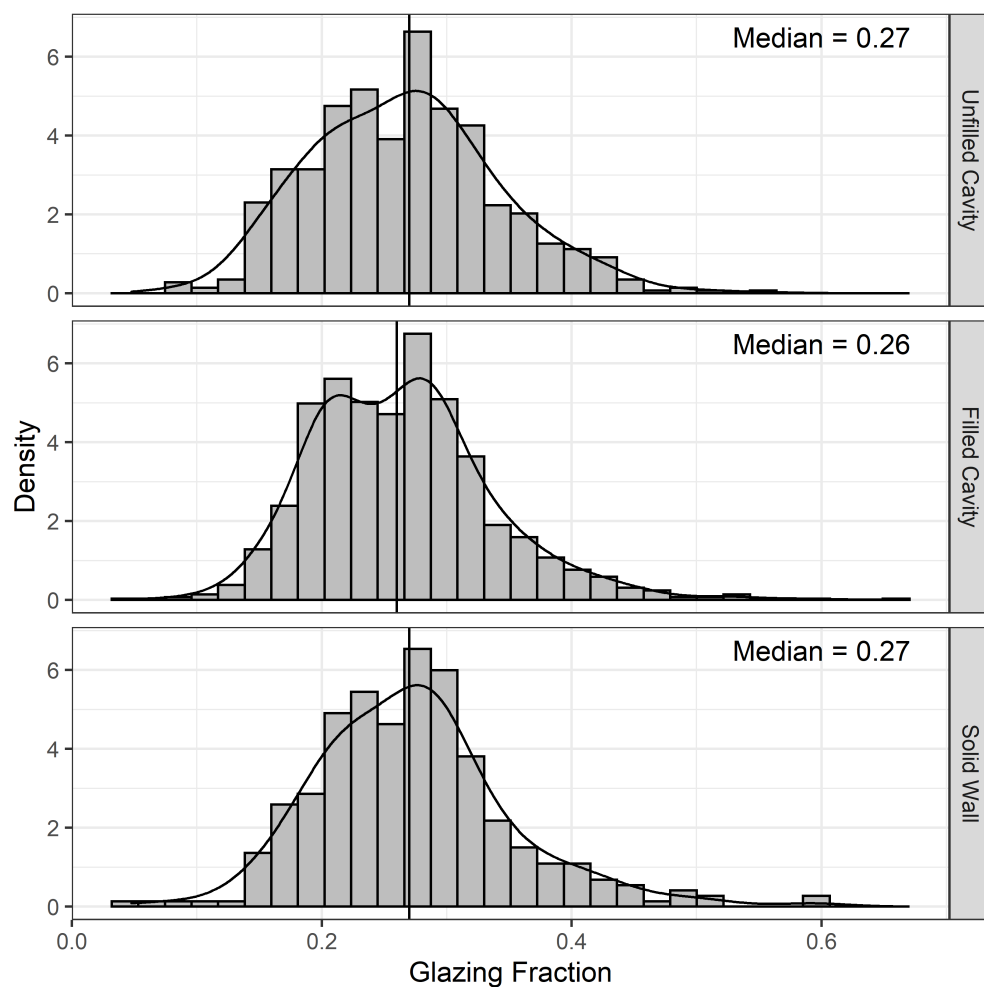 Median = 0.27
Unfilled Cavity
6
4
2
0
Median = 0.26
Filled Cavity
6
4
2
0
Density
Median = 0.27
Solid Wall
6
4
2
0
0.0 0.2 0.4 0.6
Glazing Fraction